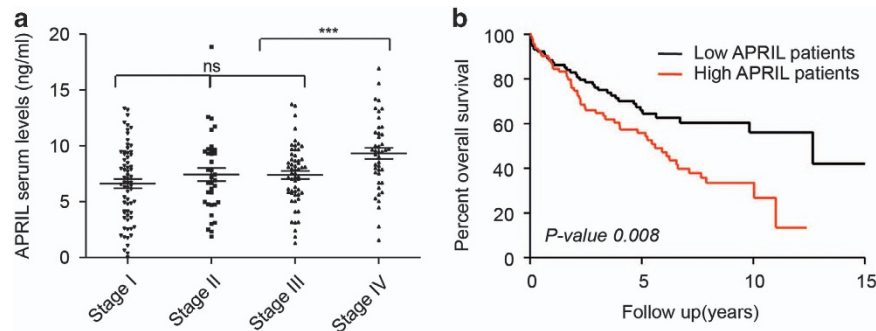 a
APRIL serum levels (ng/ml)
20
15
10
5
0
ns
***
Stage I
Stage II
Stage III
Stage IV
b
Percent overall survival
100
80
60
40
20
0
Low APRIL patients
High APRIL patients
P-value 0.008
0
5
10
15
Follow up(years)